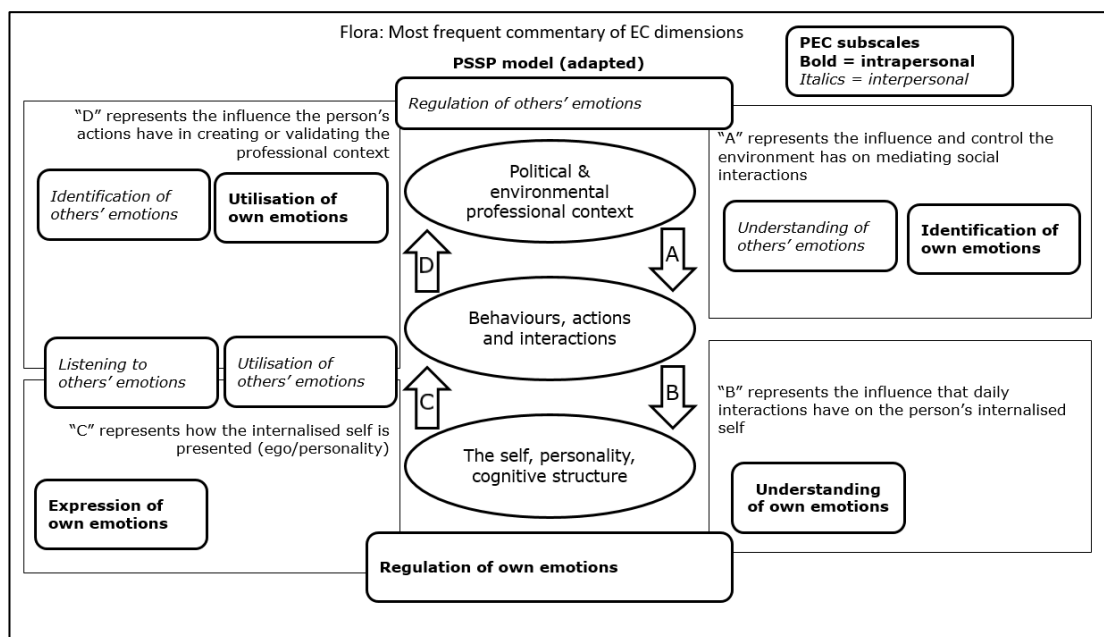 Flora: Most frequent commentary of EC dimensions
PSSP model (adapted)
PEC subscales
Bold = intrapersonal
Italics = interpersonal
Regulation of others’ emotions
“D” represents the influence the person’s
actions have in creating or validating the
professional context
Identification of
others’ emotions
Utilisation of
own emotions
Political &
environmental
professional context
“A” represents the influence and control the
environment has on mediating social
interactions
Understanding of
others’ emotions
Identification of
own emotions
D
A
Behaviours, actions
and interactions
Listening to
others’ emotions
Utilisation of
others’ emotions
C
B
“B” represents the influence that daily
interactions have on the person’s internalised
self
“C” represents how the internalised self is
presented (ego/personality)
The self, personality,
cognitive structure
Expression of
own emotions
Understanding
of own emotions
Regulation of own emotions